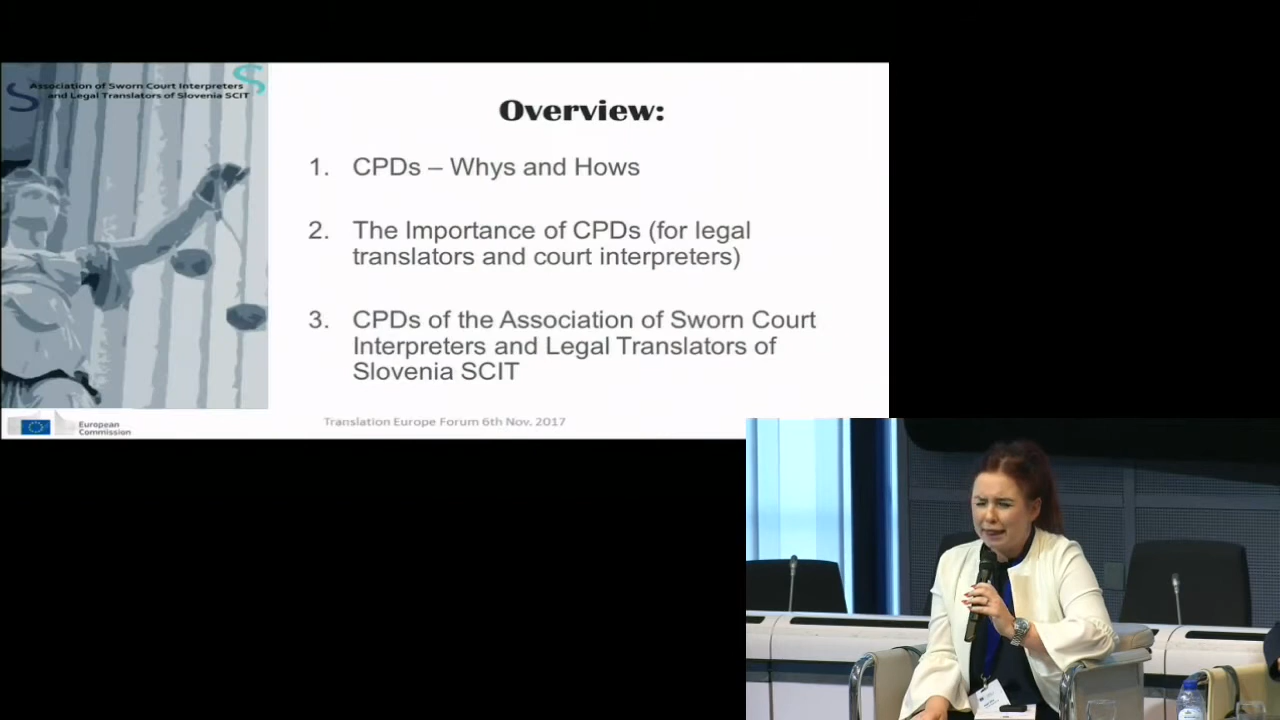 Association of Sworn Court Interpreters
and Legal Translators of Slovenia SCIT
Overview:
1. CPDs – Whys and Hows
2. The Importance of CPDs (for legal
translators and court interpreters)
3. CPDs of the Association of Sworn Court
Interpreters and Legal Translators of
Slovenia SCIT
European
Commission
Translation Europe Forum 6th Nov. 2017